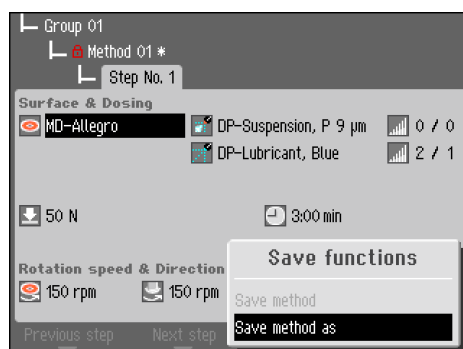 Group 01
Method 01 *
Step No. 1
Surface & Dosing
MD-Allegro DP-Suspension, P 9 µm 0 / 0
DP-Lubricant, Blue 2 / 1
50 N 3:00 min
Rotation speed & Direction
150 rpm 150 rpm
Save functions
Save method
Save method as
Previous step Next step